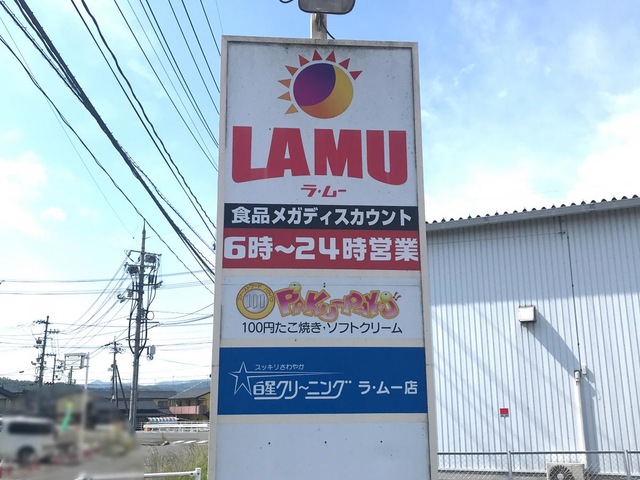 LAMU
ラ・ムー
食品メガディスカウント
6時～24時営業
100 PAKU-PAKU
100円たこ焼き・ソフトクリーム
スッキリさわやか
白星クリーニング ラ・ムー店